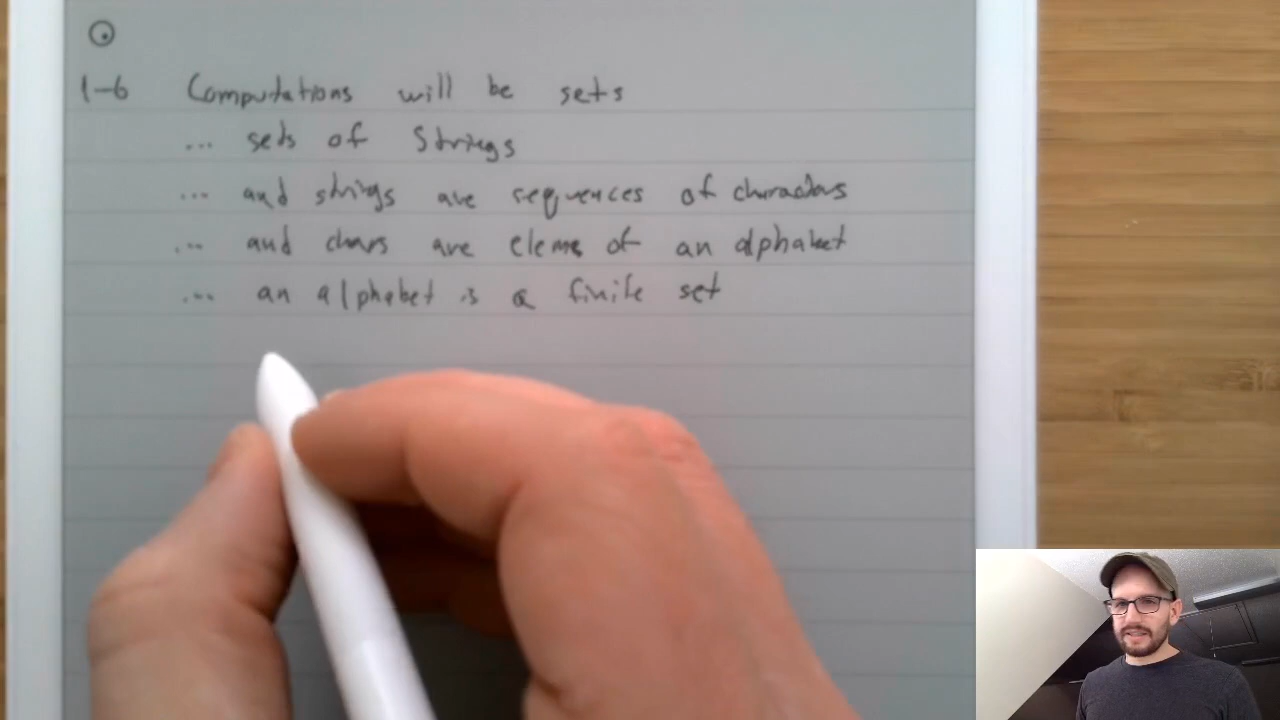 1-6 Computations will be sets
... sets of Strings
... and strings are sequences of characters
... and chars are elems of an alphabet
... an alphabet is a finite set